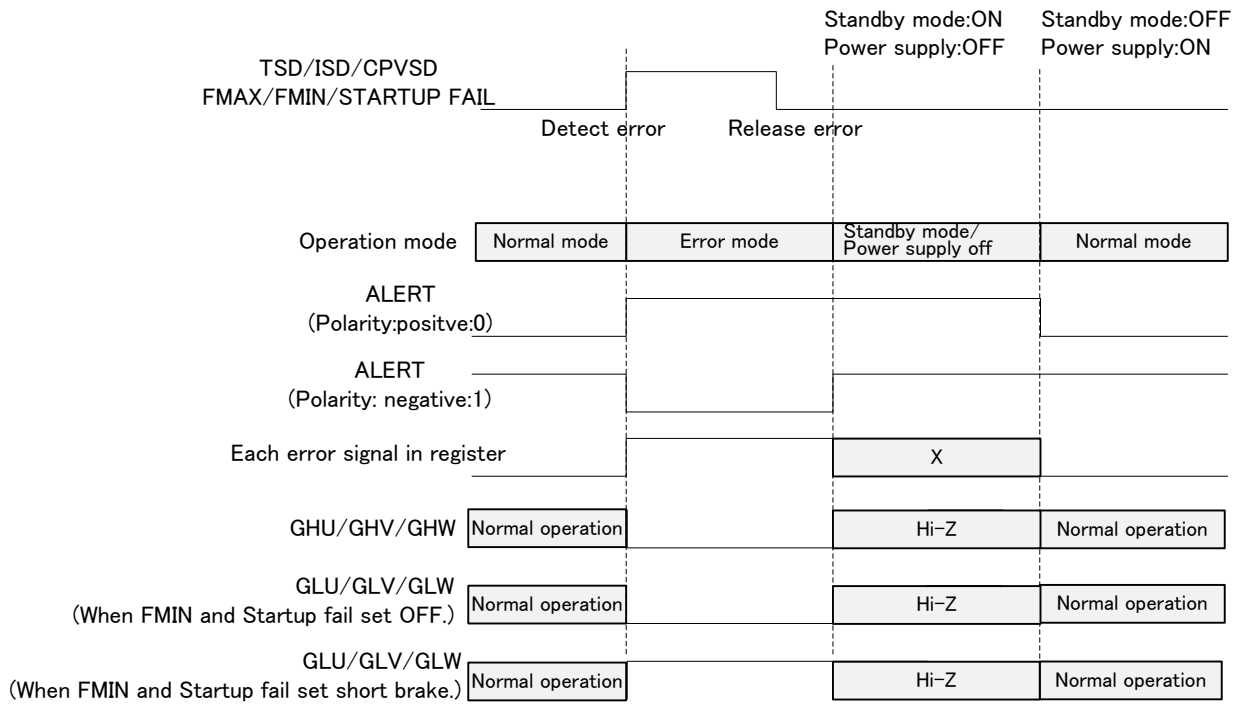 Standby mode:ON
Power supply:OFF
Standby mode:OFF
Power supply:ON
TSD/ISD/CPVSD
FMAX/FMIN/STARTUP FAIL
Detect error
Release error
Operation mode
Normal mode
Error mode
Standby mode/
Power supply off
Normal mode
ALERT
(Polarity:positve:0)
ALERT
(Polarity: negative:1)
Each error signal in register
X
GHU/GHV/GHW
Normal operation
Hi-Z
Normal operation
GLU/GLV/GLW
(When FMIN and Startup fail set OFF.)
Normal operation
Hi-Z
Normal operation
GLU/GLV/GLW
(When FMIN and Startup fail set short brake.)
Normal operation
Hi-Z
Normal operation